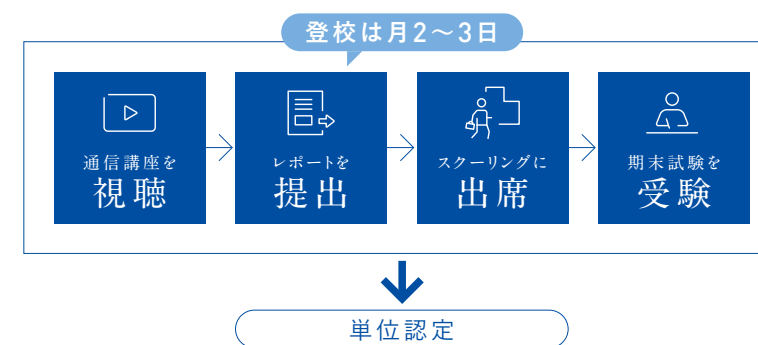 登校は月2〜3日
通信講座を
視聴
レポートを
提出
スクーリングに
出席
期末試験を
受験
単位認定